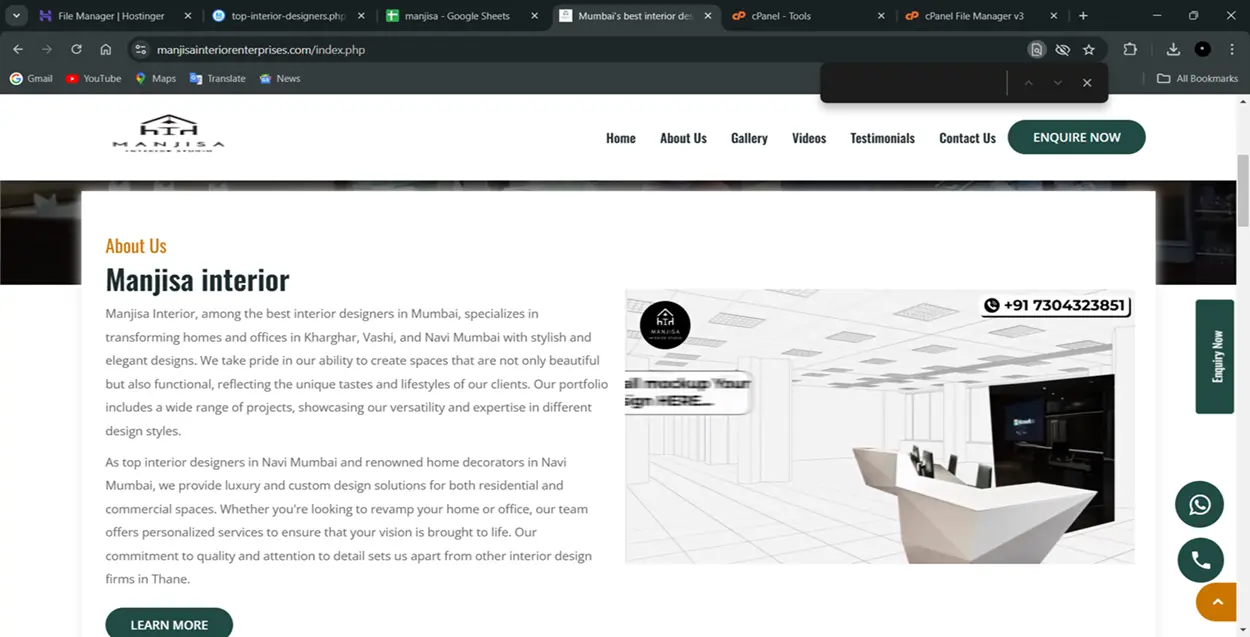 File Manager | Hostinger
top-interior-designers.php
manjisa - Google Sheets
Mumbai's best interior des
cPanel - Tools
cPanel File Manager v3
manjisainteriorenterprises.com/index.php
Gmail
YouTube
Maps
Translate
News
All Bookmarks
MANJISA
INTERIOR STUDIO
Home
About Us
Gallery
Videos
Testimonials
Contact Us
ENQUIRE NOW
About Us
Manjisa interior
Manjisa Interior, among the best interior designers in Mumbai, specializes in
transforming homes and offices in Kharghar, Vashi, and Navi Mumbai with stylish and
elegant designs. We take pride in our ability to create spaces that are not only beautiful
but also functional, reflecting the unique tastes and lifestyles of our clients. Our portfolio
includes a wide range of projects, showcasing our versatility and expertise in different
design styles.
As top interior designers in Navi Mumbai and renowned home decorators in Navi
Mumbai, we provide luxury and custom design solutions for both residential and
commercial spaces. Whether you're looking to revamp your home or office, our team
offers personalized services to ensure that your vision is brought to life. Our
commitment to quality and attention to detail sets us apart from other interior design
firms in Thane.
LEARN MORE
+91 7304323851
MANJISA
INTERIOR STUDIO
all mockup Your
sign HERE...
Enquiry Now